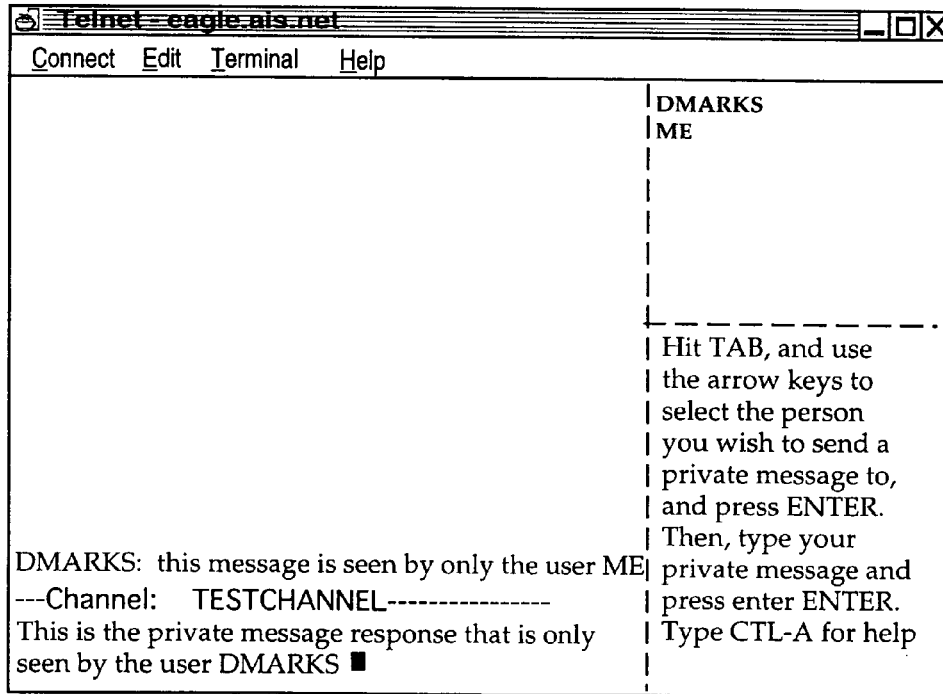 Telnet - eagle.ais.net
Connect Edit Terminal Help
DMARKS
ME
Hit TAB, and use
the arrow keys to
select the person
you wish to send a
private message to,
and press ENTER.
Then, type your
private message and
press enter ENTER.
Type CTL-A for help
DMARKS: this message is seen by only the user ME
---Channel: TESTCHANNEL----------------
This is the private message response that is only
seen by the user DMARKS